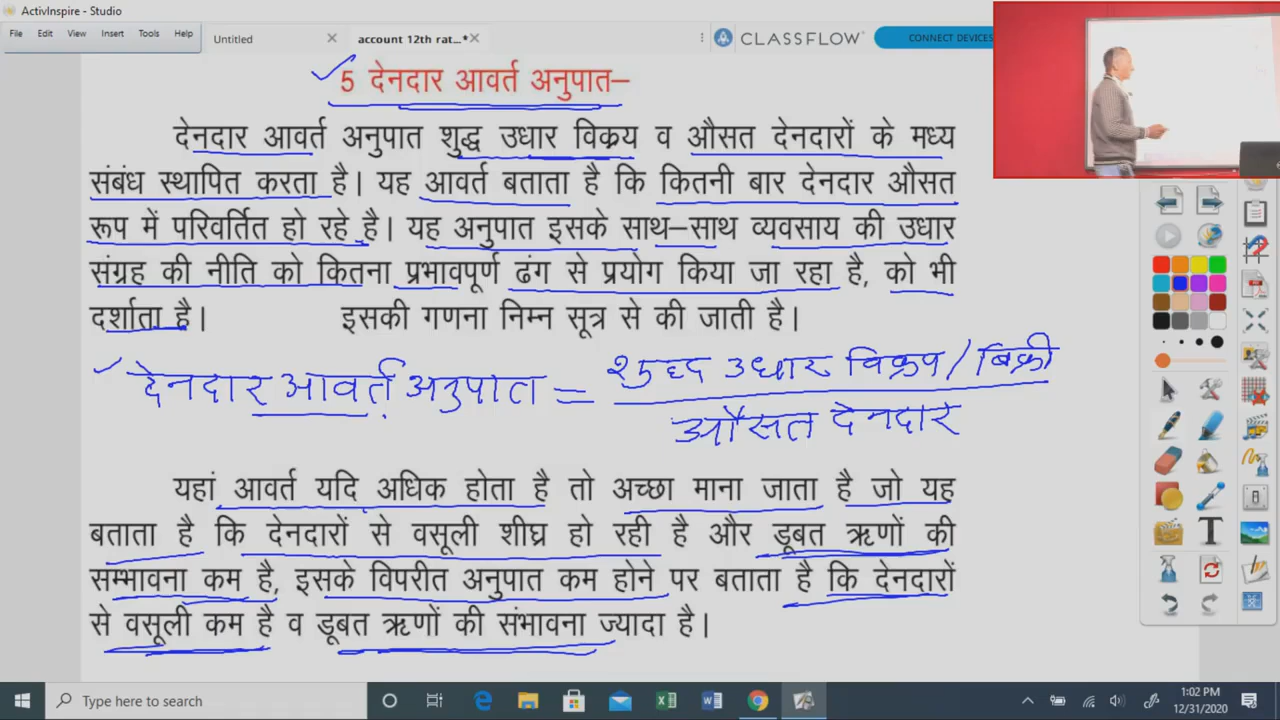 ActivInspire - Studio
File Edit View Insert Tools Help
Untitled
account 12th rat...*
CLASSFLOW
CONNECT DEVICES
5 देनदार आवर्त अनुपात–
देनदार आवर्त अनुपात शुद्ध उधार विक्रय व औसत देनदारों के मध्य
संबंध स्थापित करता है। यह आवर्त बताता है कि कितनी बार देनदार औसत
रूप में परिवर्तित हो रहे है। यह अनुपात इसके साथ–साथ व्यवसाय की उधार
संग्रह की नीति को कितना प्रभावपूर्ण ढंग से प्रयोग किया जा रहा है, को भी
दर्शाता है। इसकी गणना निम्न सूत्र से की जाती है।
देनदार आवर्त अनुपात = शुद्ध उधार विक्रय / बिक्री
औसत देनदार
यहां आवर्त यदि अधिक होता है तो अच्छा माना जाता है जो यह
बताता है कि देनदारों से वसूली शीघ्र हो रही है और डूबत ऋणों की
सम्भावना कम है, इसके विपरीत अनुपात कम होने पर बताता है कि देनदारों
से वसूली कम है व डूबत ऋणों की संभावना ज्यादा है।
Type here to search
1:02 PM
12/31/2020